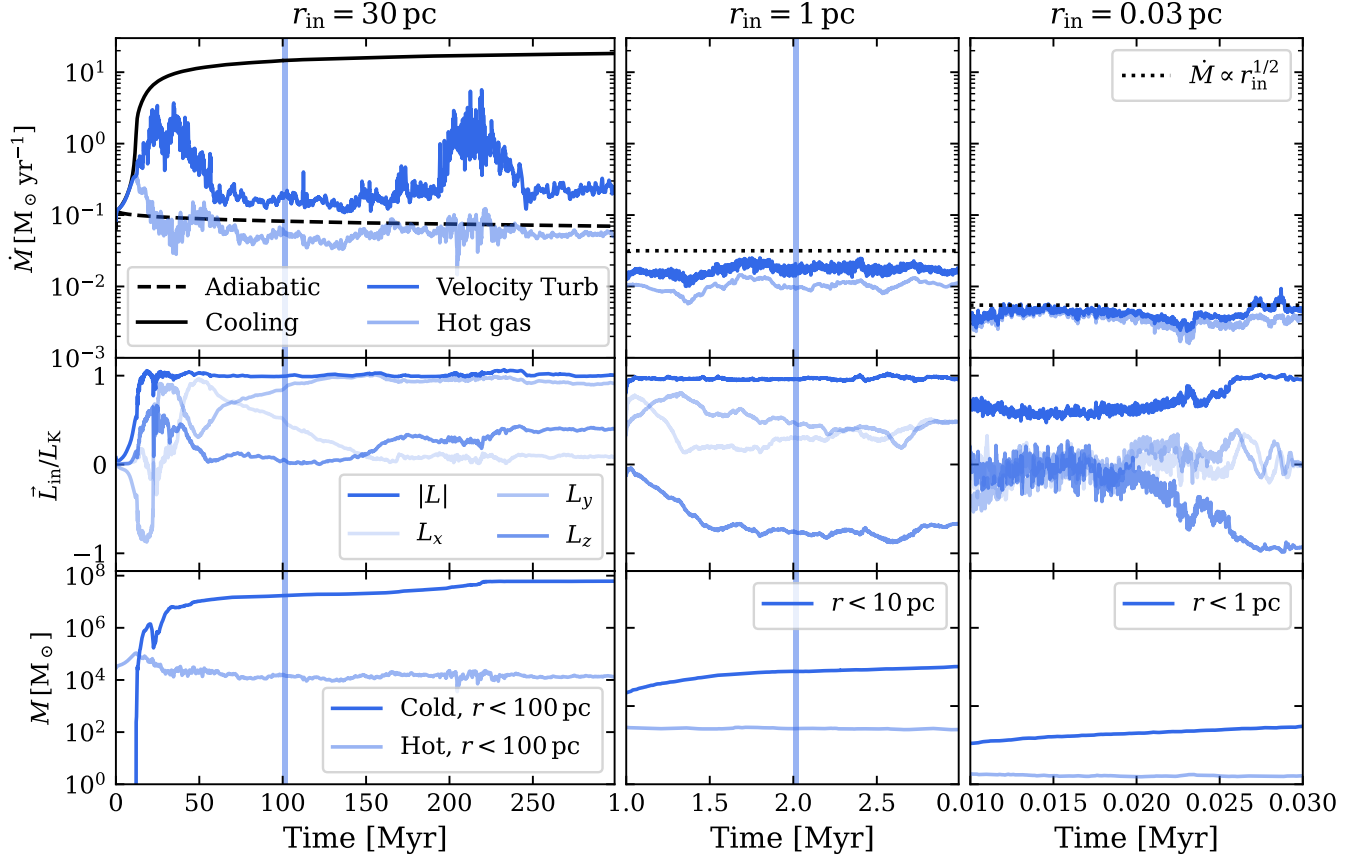 r_in = 30 pc
r_in = 1 pc
r_in = 0.03 pc
Ṁ [M⊙ yr⁻¹]
10¹
10⁰
10⁻¹
10⁻²
10⁻³
Adiabatic
Cooling
Velocity Turb
Hot gas
Ṁ ∝ r_in^{1/2}
L⃗_in/L_K
1
0
−1
|L|
L_x
L_y
L_z
M [M⊙]
10⁸
10⁶
10⁴
10²
10⁰
Cold, r < 100 pc
Hot, r < 100 pc
r < 10 pc
r < 1 pc
0 50 100 150 200 250 1.0 1.5 2.0 2.5 0.010 0.015 0.020 0.025 0.030
Time [Myr]
Time [Myr]
Time [Myr]